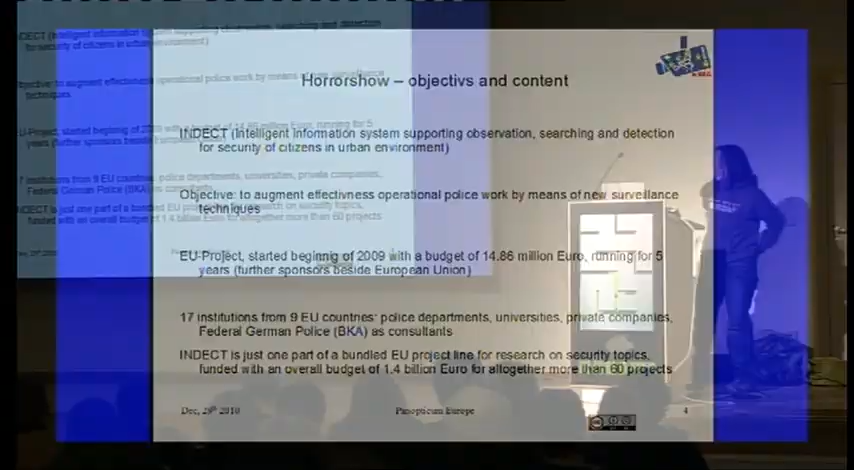 Horrorshow – objectivs and content
INDECT (Intelligent information system supporting observation, searching and detection
for security of citizens in urban environment)
Objective: to augment effectivness operational police work by means of new surveillance
techniques
EU-Project, started beginnig of 2009 with a budget of 14.86 million Euro, running for 5
years (further sponsors beside European Union)
17 institutions from 9 EU countries: police departments, universities, private companies,
Federal German Police (BKA) as consultants
INDECT is just one part of a bundled EU project line for research on security topics,
funded with an overall budget of 1.4 billion Euro for altogether more than 60 projects
Dec, 29th 2010
Panopticum Europe
4